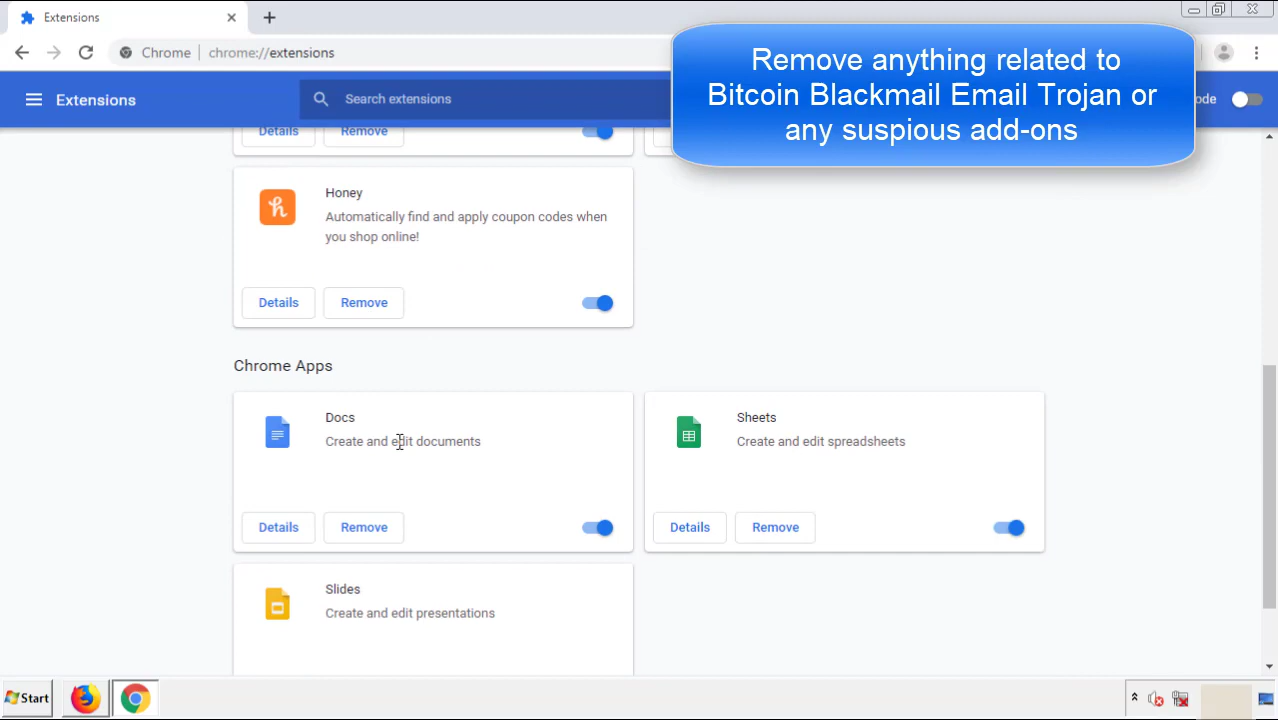 Extensions
Chrome
chrome://extensions
Remove anything related to
Bitcoin Blackmail Email Trojan or
any suspious add-ons
Extensions
Search extensions
ode
Details
Remove
Honey
Automatically find and apply coupon codes when
you shop online!
Details
Remove
Chrome Apps
Docs
Create and edit documents
Details
Remove
Sheets
Create and edit spreadsheets
Details
Remove
Slides
Create and edit presentations
Start